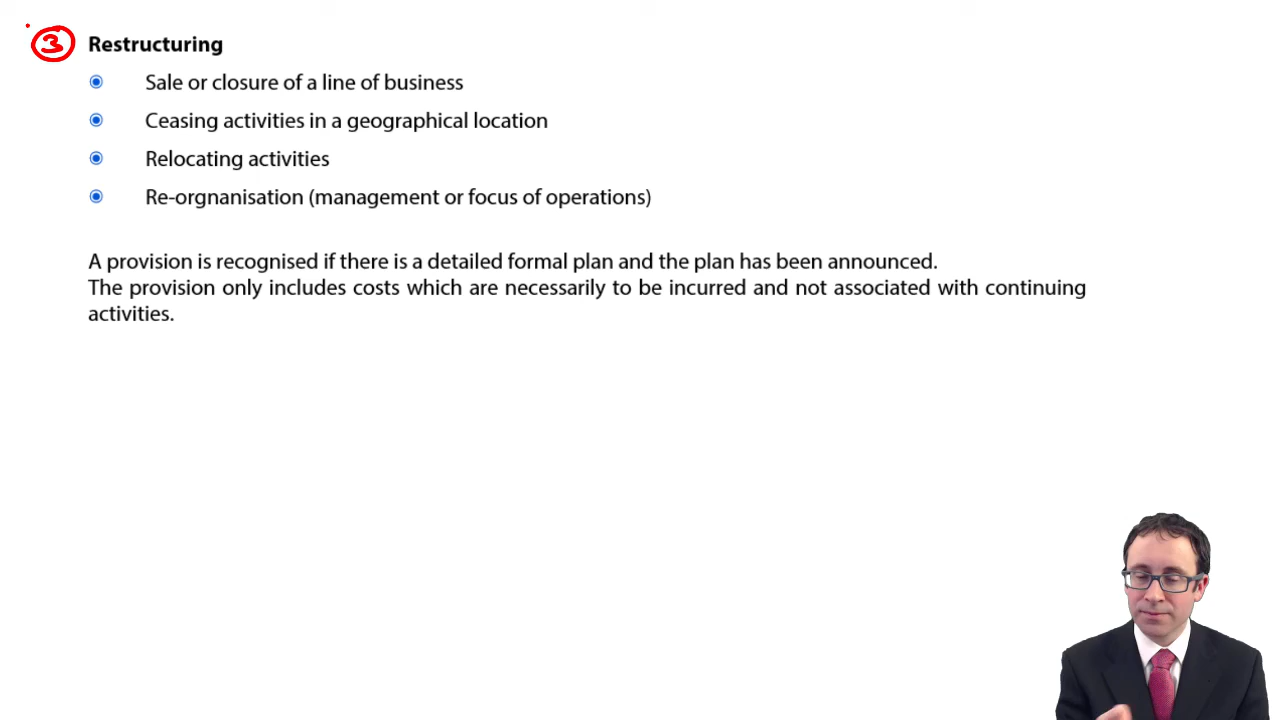 3 Restructuring
Sale or closure of a line of business
Ceasing activities in a geographical location
Relocating activities
Re-orgnanisation (management or focus of operations)
A provision is recognised if there is a detailed formal plan and the plan has been announced.
The provision only includes costs which are necessarily to be incurred and not associated with continuing
activities.